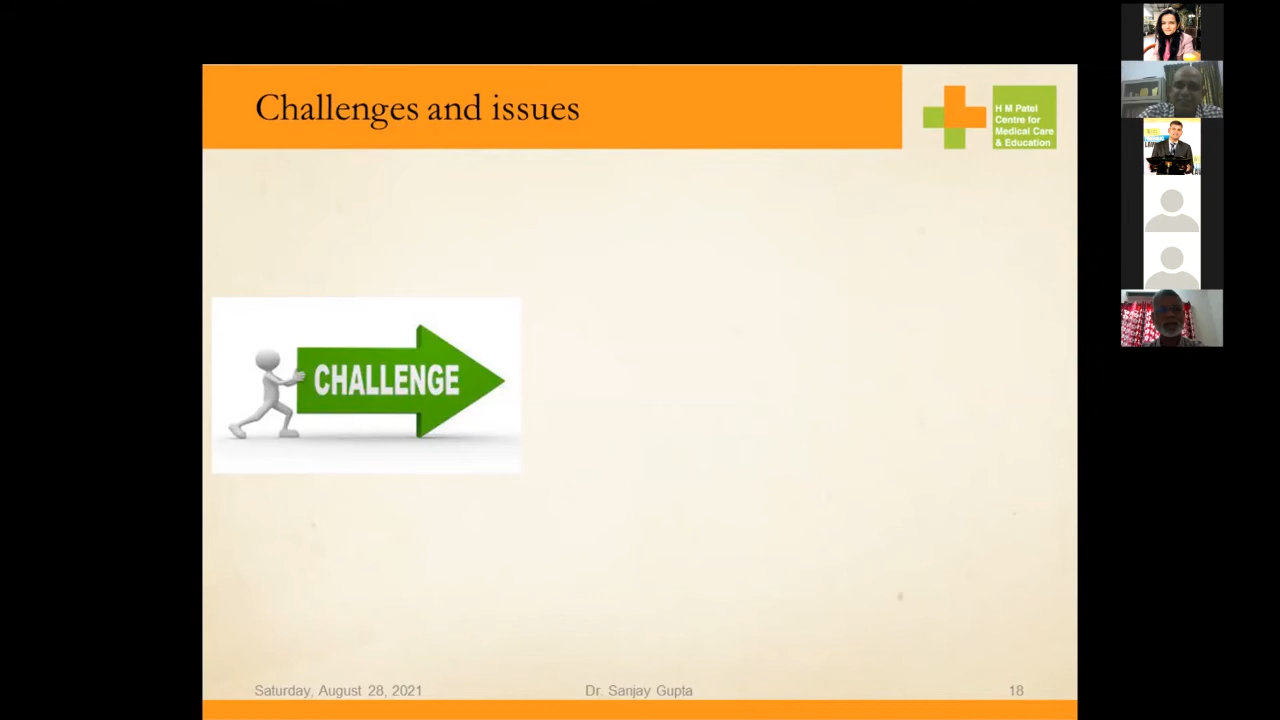 Challenges and issues
H M Patel
Centre for
Medical Care
& Education
CHALLENGE
Saturday, August 28, 2021
Dr. Sanjay Gupta
18